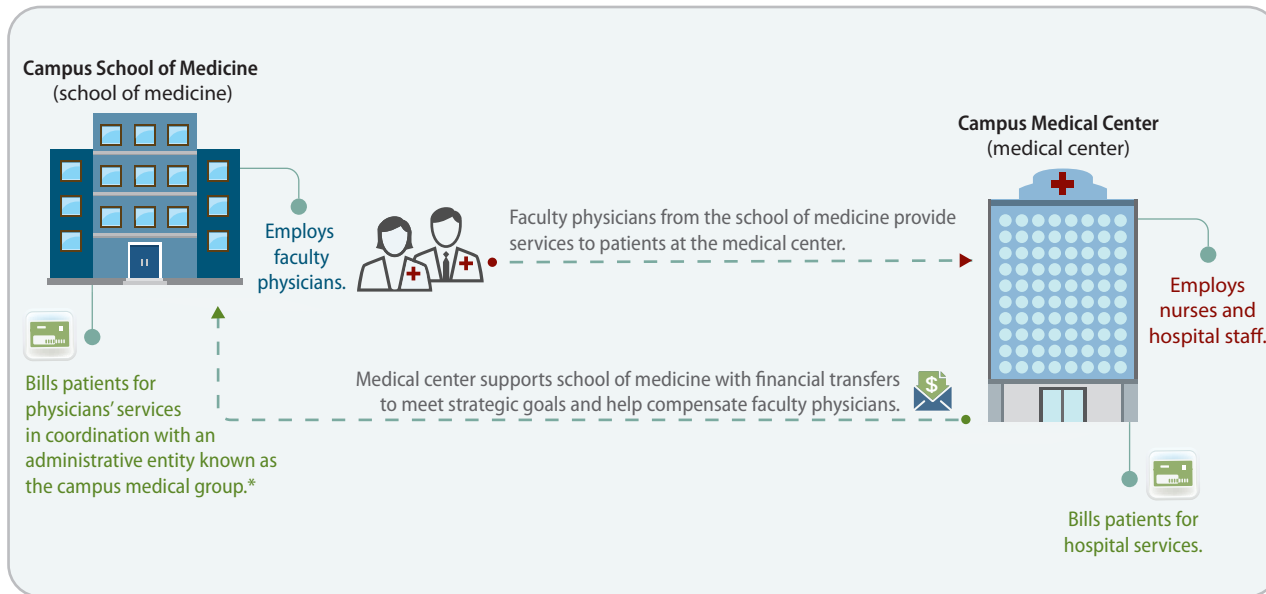 Campus School of Medicine
(school of medicine)
Employs
faculty
physicians.
Bills patients for
physicians’ services
in coordination with an
administrative entity known as
the campus medical group.*
Faculty physicians from the school of medicine provide
services to patients at the medical center.
Medical center supports school of medicine with financial transfers
to meet strategic goals and help compensate faculty physicians.
$
Campus Medical Center
(medical center)
Employs
nurses and
hospital staff.
Bills patients for
hospital services.